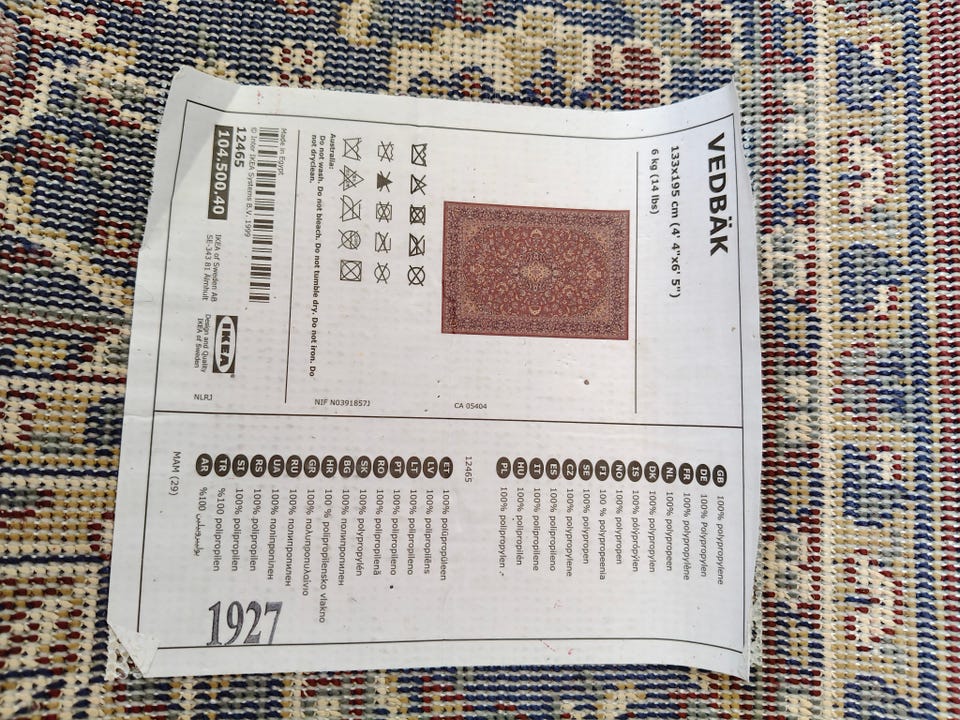 VEDBÄK
133x195 cm (4' 4"x6' 5")
6 kg (14 lbs)
CA 05404
Australia:
Do not wash. Do not bleach. Do not tumble dry. Do not iron. Do not dryclean.
NIF N0391857J
Made in Egypt
© Inter IKEA Systems B.V. 1999
12465
104.500.40
IKEA of Sweden AB
SE-343 81 Älmhult
IKEA
Design and Quality
IKEA of Sweden
NLRJ
GB 100% polypropylene
DE 100% Polypropylen
FR 100% polypropylène
NL 100% polypropeen
DK 100% polypropylen
IS 100% polýprópýlen
NO 100% polypropen
FI 100 % polypropeenia
SE 100% polypropen
CZ 100% polypropylene
ES 100% polipropileno
IT 100% polipropilene
HU 100% polipropilén
PL 100% polipropylen
12465
ET 100% polüpropüleen
LV 100% polipropilēns
LT 100% polipropileno
PT 100% polipropileno
RO 100% polipropilenă
SK 100% polypropylén
BG 100% полипропилен
HR 100 % polipropilensko vlakno
GR 100% πολυπροπυλαίνιο
RU 100% полипропилен
UA 100% поліпропілен
RS 100% polipropilen
SI 100% polipropilen
TR %100 polipropilen
AR %100 بوليبروبيلين
MAM (29)
1927